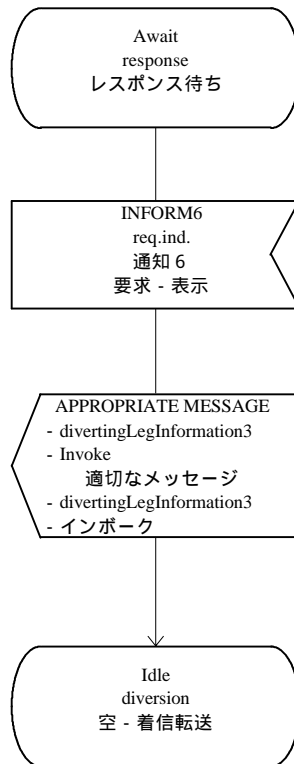 Await
response
レスポンス待ち
INFORM6
req.ind.
通知６
要求 - 表示
APPROPRIATE MESSAGE
- divertingLegInformation3
- Invoke
適切なメッセージ
- divertingLegInformation3
- インボーク
Idle
diversion
空 - 着信転送